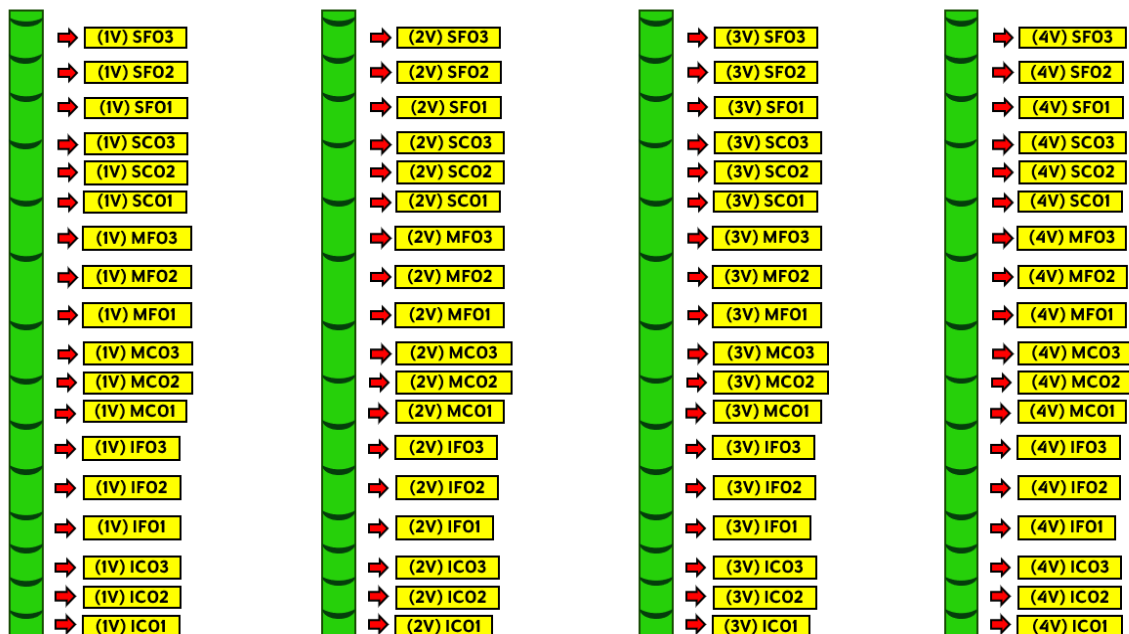 (1V) SFO3 (2V) SFO3 (3V) SFO3 (4V) SFO3
(1V) SFO2 (2V) SFO2 (3V) SFO2 (4V) SFO2
(1V) SFO1 (2V) SFO1 (3V) SFO1 (4V) SFO1
(1V) SCO3 (2V) SCO3 (3V) SCO3 (4V) SCO3
(1V) SCO2 (2V) SCO2 (3V) SCO2 (4V) SCO2
(1V) SCO1 (2V) SCO1 (3V) SCO1 (4V) SCO1
(1V) MFO3 (2V) MFO3 (3V) MFO3 (4V) MFO3
(1V) MFO2 (2V) MFO2 (3V) MFO2 (4V) MFO2
(1V) MFO1 (2V) MFO1 (3V) MFO1 (4V) MFO1
(1V) MCO3 (2V) MCO3 (3V) MCO3 (4V) MCO3
(1V) MCO2 (2V) MCO2 (3V) MCO2 (4V) MCO2
(1V) MCO1 (2V) MCO1 (3V) MCO1 (4V) MCO1
(1V) IFO3 (2V) IFO3 (3V) IFO3 (4V) IFO3
(1V) IFO2 (2V) IFO2 (3V) IFO2 (4V) IFO2
(1V) IFO1 (2V) IFO1 (3V) IFO1 (4V) IFO1
(1V) ICO3 (2V) ICO3 (3V) ICO3 (4V) ICO3
(1V) ICO2 (2V) ICO2 (3V) ICO2 (4V) ICO2
(1V) ICO1 (2V) ICO1 (3V) ICO1 (4V) ICO1